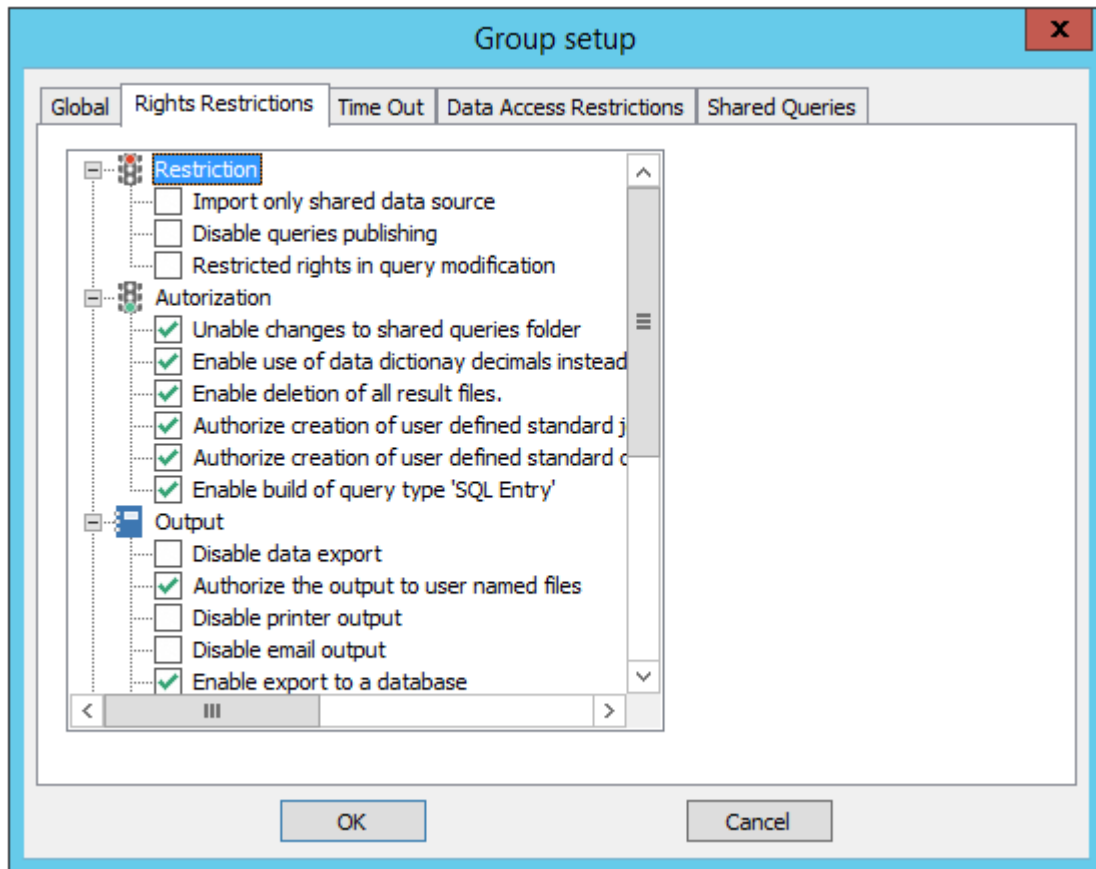 Group setup
x
Global Rights Restrictions Time Out Data Access Restrictions Shared Queries
Restriction
Import only shared data source
Disable queries publishing
Restricted rights in query modification
Autorization
Unable changes to shared queries folder
Enable use of data dictionay decimals instead
Enable deletion of all result files.
Authorize creation of user defined standard j
Authorize creation of user defined standard
Enable build of query type 'SQL Entry'
Output
Disable data export
Authorize the output to user named files
Disable printer output
Disable email output
Enable export to a database
OK Cancel